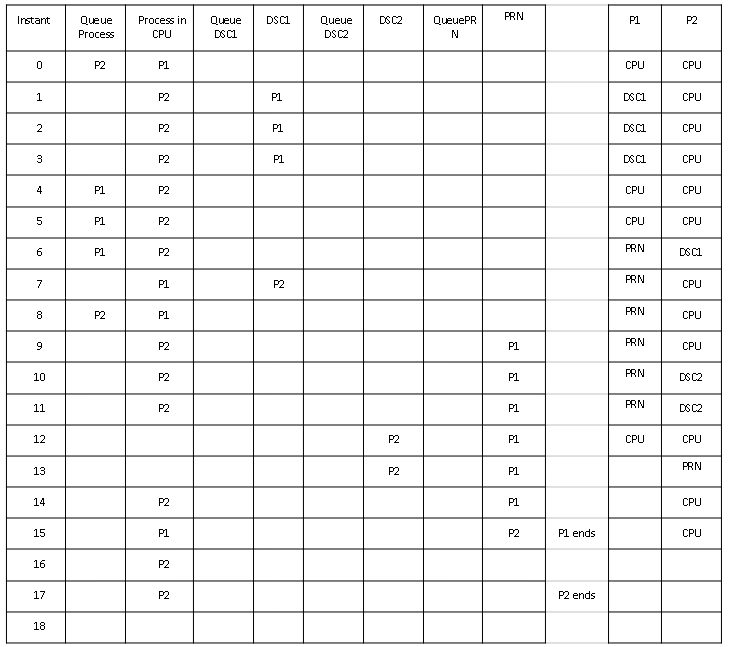 Instant Queue Process Process in CPU Queue DSC1 DSC1 Queue DSC2 DSC2 QueuePRN PRN P1 P2
0 P2 P1 CPU CPU
1 P2 P1 DSC1 CPU
2 P2 P1 DSC1 CPU
3 P2 P1 DSC1 CPU
4 P1 P2 CPU CPU
5 P1 P2 CPU CPU
6 P1 P2 PRN DSC1
7 P1 P2 PRN CPU
8 P2 P1 PRN CPU
9 P2 P1 PRN CPU
10 P2 P1 PRN DSC2
11 P2 P1 PRN DSC2
12 P2 P1 CPU CPU
13 P2 P1 PRN
14 P2 P1 CPU
15 P1 P2 P1 ends CPU
16 P2
17 P2 P2 ends
18